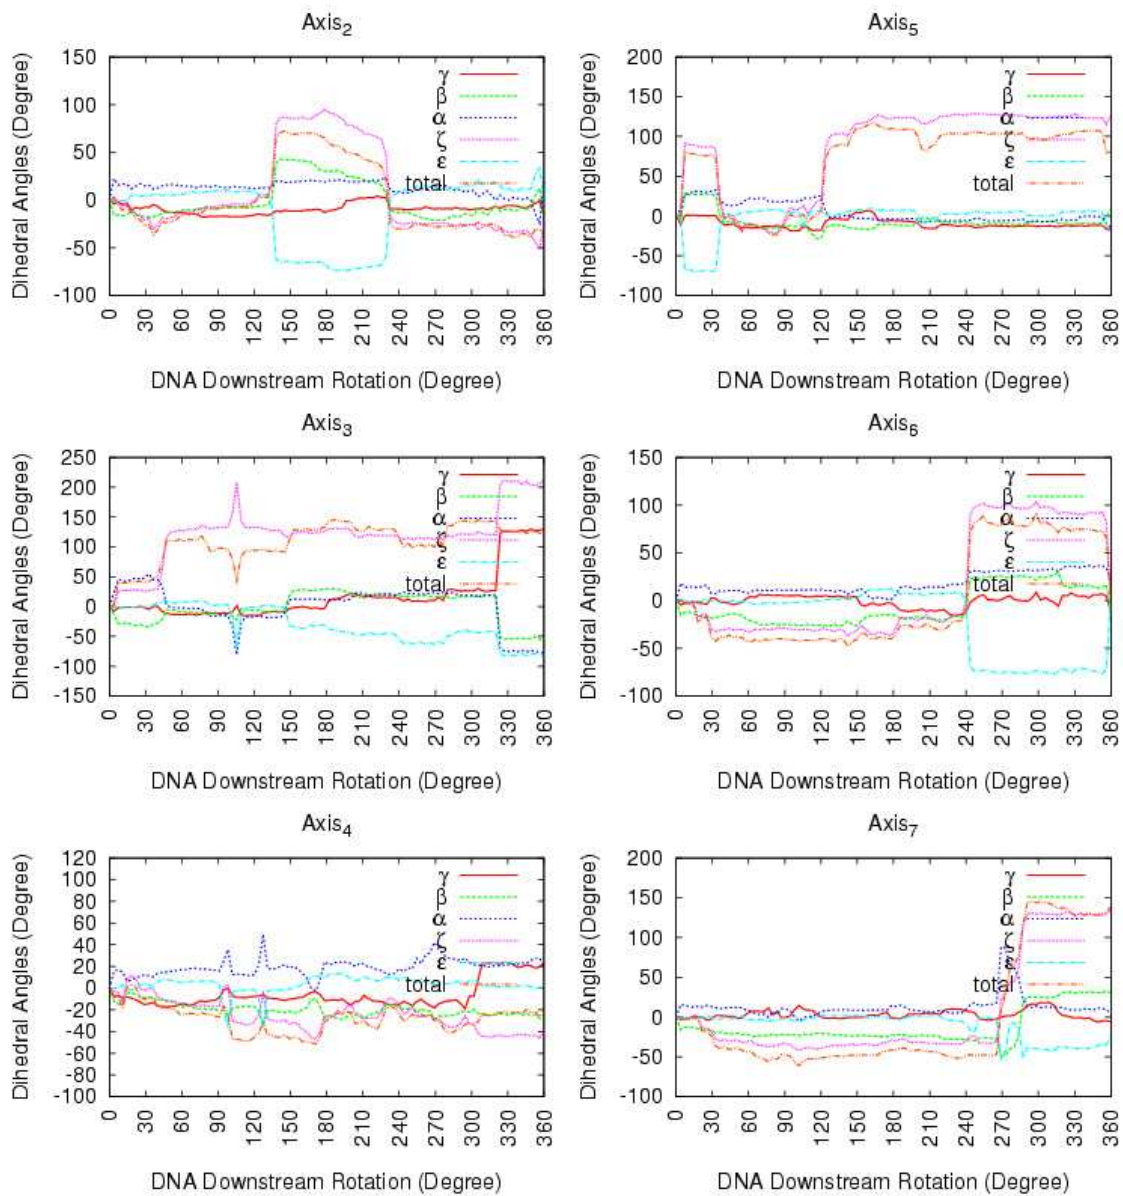 Axis2
Dihedral Angles (Degree)
150
100
50
0
-50
-100
γ
β
α
ζ
ε
total
0 30 60 90 120 150 180 210 240 270 300 330 360
DNA Downstream Rotation (Degree)
Axis5
Dihedral Angles (Degree)
200
150
100
50
0
-50
-100
γ
β
α
ζ
ε
total
0 30 60 90 120 150 180 210 240 270 300 330 360
DNA Downstream Rotation (Degree)
Axis3
Dihedral Angles (Degree)
250
200
150
100
50
0
-50
-100
-150
γ
β
α
ζ
ε
total
0 30 60 90 120 150 180 210 240 270 300 330 360
DNA Downstream Rotation (Degree)
Axis6
Dihedral Angles (Degree)
150
100
50
0
-50
-100
γ
β
α
ζ
ε
total
0 30 60 90 120 150 180 210 240 270 300 330 360
DNA Downstream Rotation (Degree)
Axis4
Dihedral Angles (Degree)
120
100
80
60
40
20
0
-20
-40
-60
-80
-100
γ
β
α
ζ
ε
total
0 30 60 90 120 150 180 210 240 270 300 330 360
DNA Downstream Rotation (Degree)
Axis7
Dihedral Angles (Degree)
200
150
100
50
0
-50
-100
γ
β
α
ζ
ε
total
0 30 60 90 120 150 180 210 240 270 300 330 360
DNA Downstream Rotation (Degree)